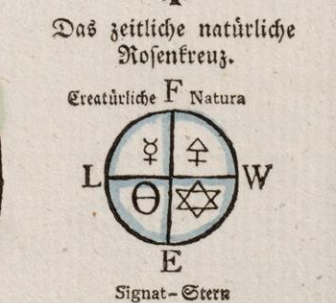 Das zeitliche natürliche
Rosenkreuz.
Creatürliche F Natura
L Θ W
E
Signat-Stern